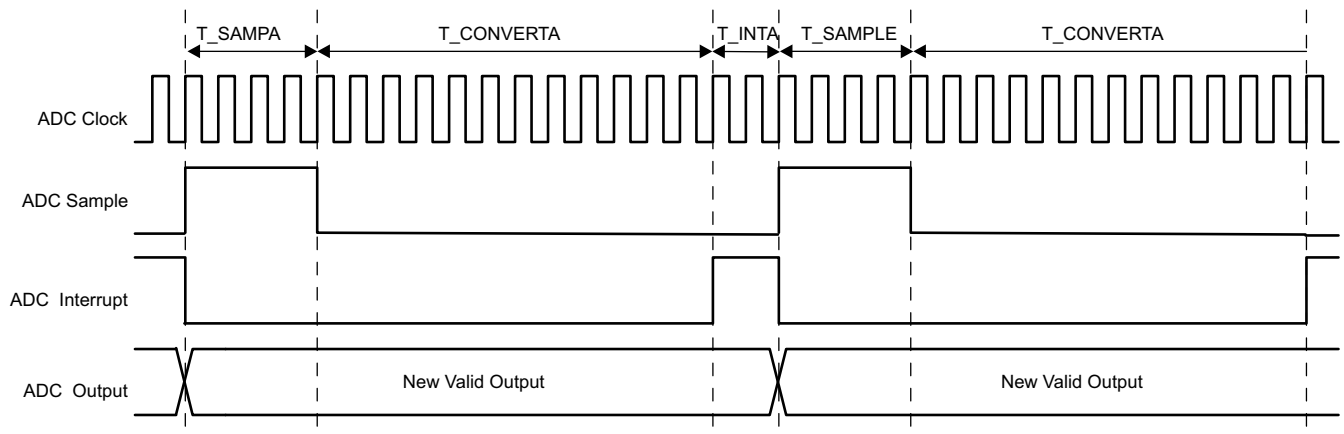 T_SAMPA T_CONVERTA T_INTA T_SAMPLE T_CONVERTA
ADC Clock
ADC Sample
ADC Interrupt
ADC Output New Valid Output New Valid Output